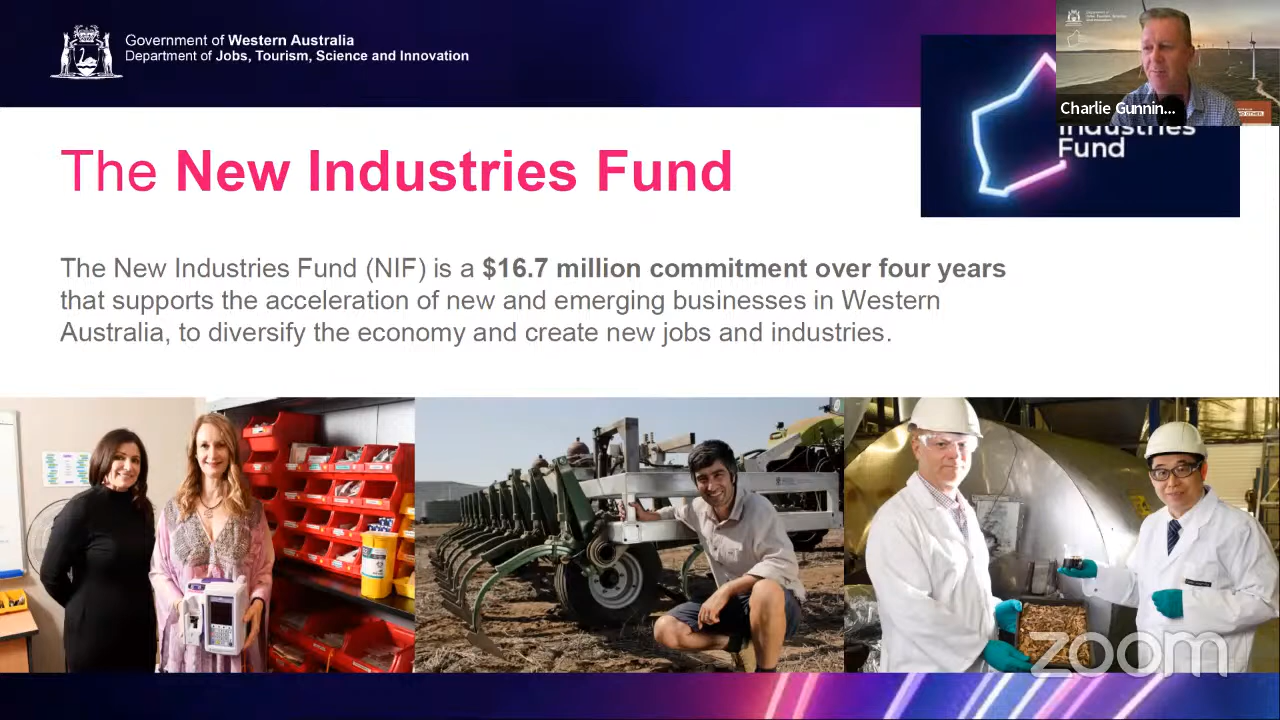 Government of Western Australia
Department of Jobs, Tourism, Science and Innovation
Charlie Gunnin...
Industries
Fund
The New Industries Fund
The New Industries Fund (NIF) is a $16.7 million commitment over four years
that supports the acceleration of new and emerging businesses in Western
Australia, to diversify the economy and create new jobs and industries.
zoom